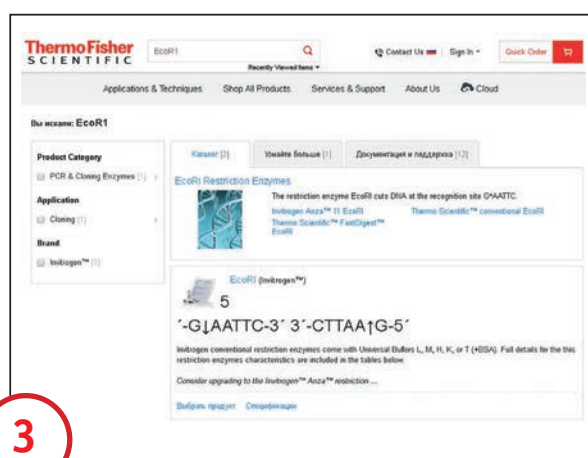 ThermoFisher
SCIENTIFIC
EcoR1
Recently Viewed Items
Contact Us
Sign In
Quick Order
Applications & Techniques Shop All Products Services & Support About Us Cloud
Вы искали: EcoR1
Product Category
PCR & Cloning Enzymes [1]
Application
Cloning [1]
Brand
Invitrogen™ [1]
Каталог [2] Узнайте больше [1] Документация и поддержка [12]
EcoRI Restriction Enzymes
The restriction enzyme EcoRI cuts DNA at the recognition site G^AATTC.
Invitrogen Anza™ 11 EcoRI Thermo Scientific™ conventional EcoRI
Thermo Scientific™ FastDigest™
EcoRI
EcoRI (Invitrogen™)
5
´-G↓AATTC-3´ 3´-CTTAA↑G-5´
Invitrogen conventional restriction enzymes come with Universal Buffers L, M, H, K, or T (+BSA). Full details for the this
restriction enzymes characteristics are included in the tables below.
Consider upgrading to the Invitrogen™ Anza™ restriction ...
Выбрать продукт Спецификации
3